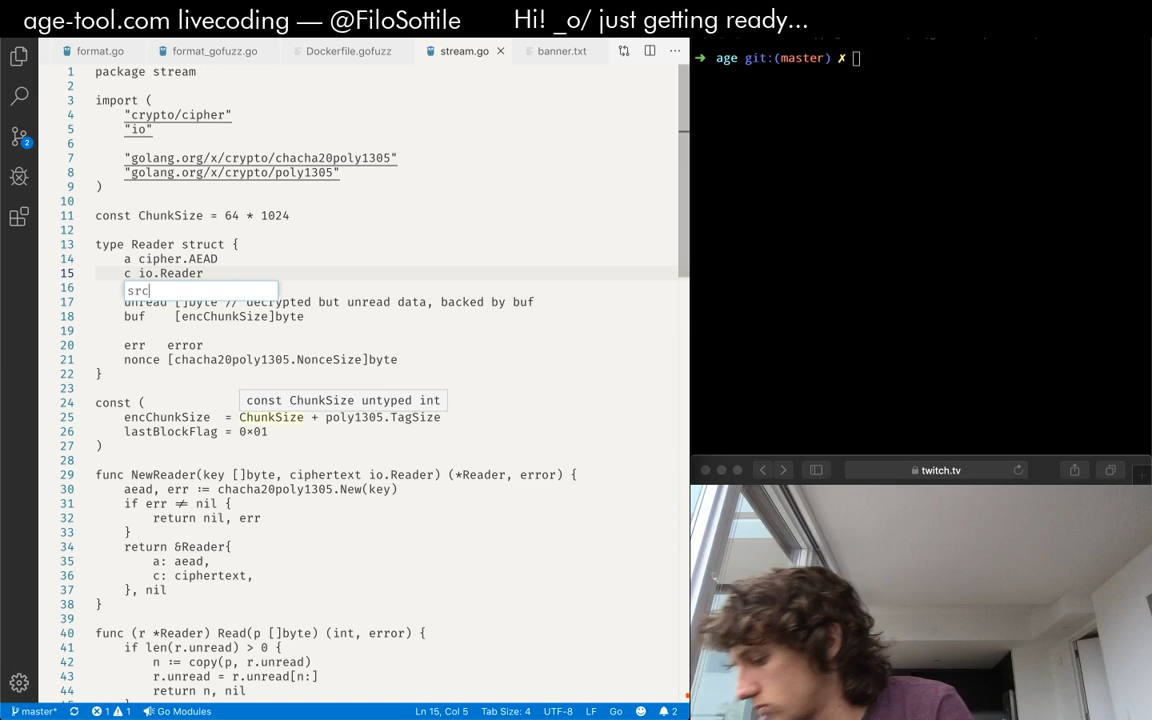 age-tool.com livecoding — @FiloSottile
Hi! _o/ just getting ready...
format.go
format_gofuzz.go
Dockerfile.gofuzz
stream.go
banner.txt
1 package stream
2
3 import (
4 "crypto/cipher"
5 "io"
6
7 "golang.org/x/crypto/chacha20poly1305"
8 "golang.org/x/crypto/poly1305"
9 )
10
11 const ChunkSize = 64 * 1024
12
13 type Reader struct {
14 a cipher.AEAD
15 c io.Reader
16 src
17 unread []byte // decrypted but unread data, backed by buf
18 buf [encChunkSize]byte
19
20 err error
21 nonce [chacha20poly1305.NonceSize]byte
22 }
23
const ChunkSize untyped int
24 const (
25 encChunkSize = ChunkSize + poly1305.TagSize
26 lastBlockFlag = 0×01
27 )
28
29 func NewReader(key []byte, ciphertext io.Reader) (*Reader, error) {
30 aead, err := chacha20poly1305.New(key)
31 if err ≠ nil {
32 return nil, err
33 }
34 return &Reader{
35 a: aead,
36 c: ciphertext,
37 }, nil
38 }
39
40 func (r *Reader) Read(p []byte) (int, error) {
41 if len(r.unread) > 0 {
42 n := copy(p, r.unread)
43 r.unread = r.unread[n:]
44 return n, nil
2
master* 1 1 Go Modules
Ln 15, Col 5 Tab Size: 4 UTF-8 LF Go 2
→ age git:(master) ✗
twitch.tv